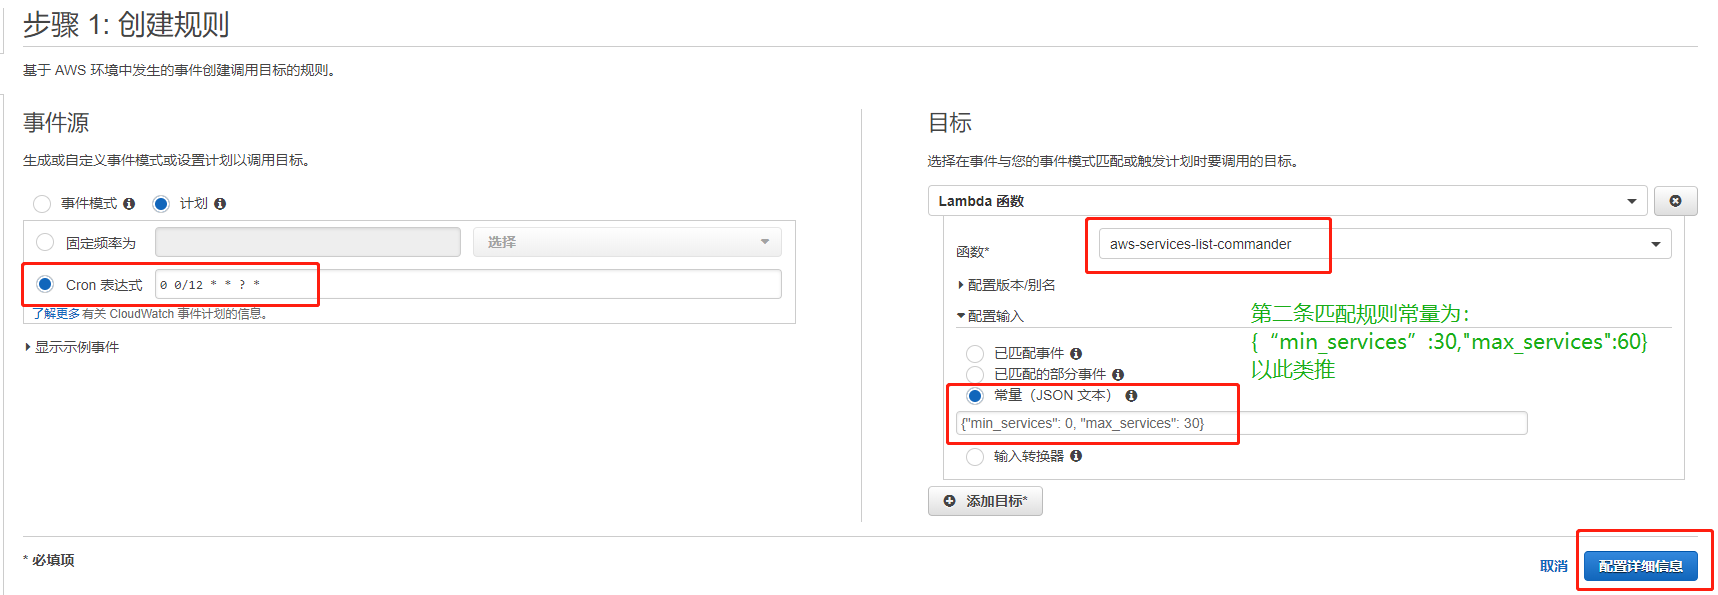 步骤 1: 创建规则
基于 AWS 环境中发生的事件创建调用目标的规则。
事件源
生成或自定义事件模式或设置计划以调用目标。
事件模式 计划
固定频率为 选择
Cron 表达式 0 0/12 * * ? *
了解更多有关 CloudWatch 事件计划的信息。
显示示例事件
目标
选择在事件与您的事件模式匹配或触发计划时要调用的目标。
Lambda 函数
函数* aws-services-list-commander
配置版本/别名
配置输入
已匹配事件
已匹配的部分事件
常量（JSON 文本）
{"min_services": 0, "max_services": 30}
输入转换器
第二条匹配规则常量为：
{“min_services”:30,"max_services":60}
以此类推
添加目标*
* 必填项
取消 配置详细信息